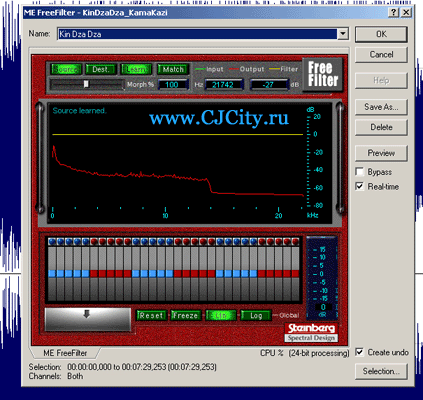 ME FreeFilter - KinDzaDza_KamaKazi
Name: Kin Dza Dza
OK
Cancel
Help
Save As...
Delete
Preview
Bypass
Real-time
Source Dest. Learn Match Input Output Filter
Morph % 100 Hz 21742 -27 dB
Free Filter
Source learned.
www.CJCity.ru
dB
20
0
-20
-40
-60
-80
0 10 20 kHz
15
10
5
0
5
10
15
0
dB
Reset Freeze Lin Log Global
Steinberg
Spectral Design
ME FreeFilter
CPU % (24-bit processing)
Create undo
Selection: 00:00:00,000 to 00:07:29,253 (00:07:29,253)
Channels: Both
Selection...